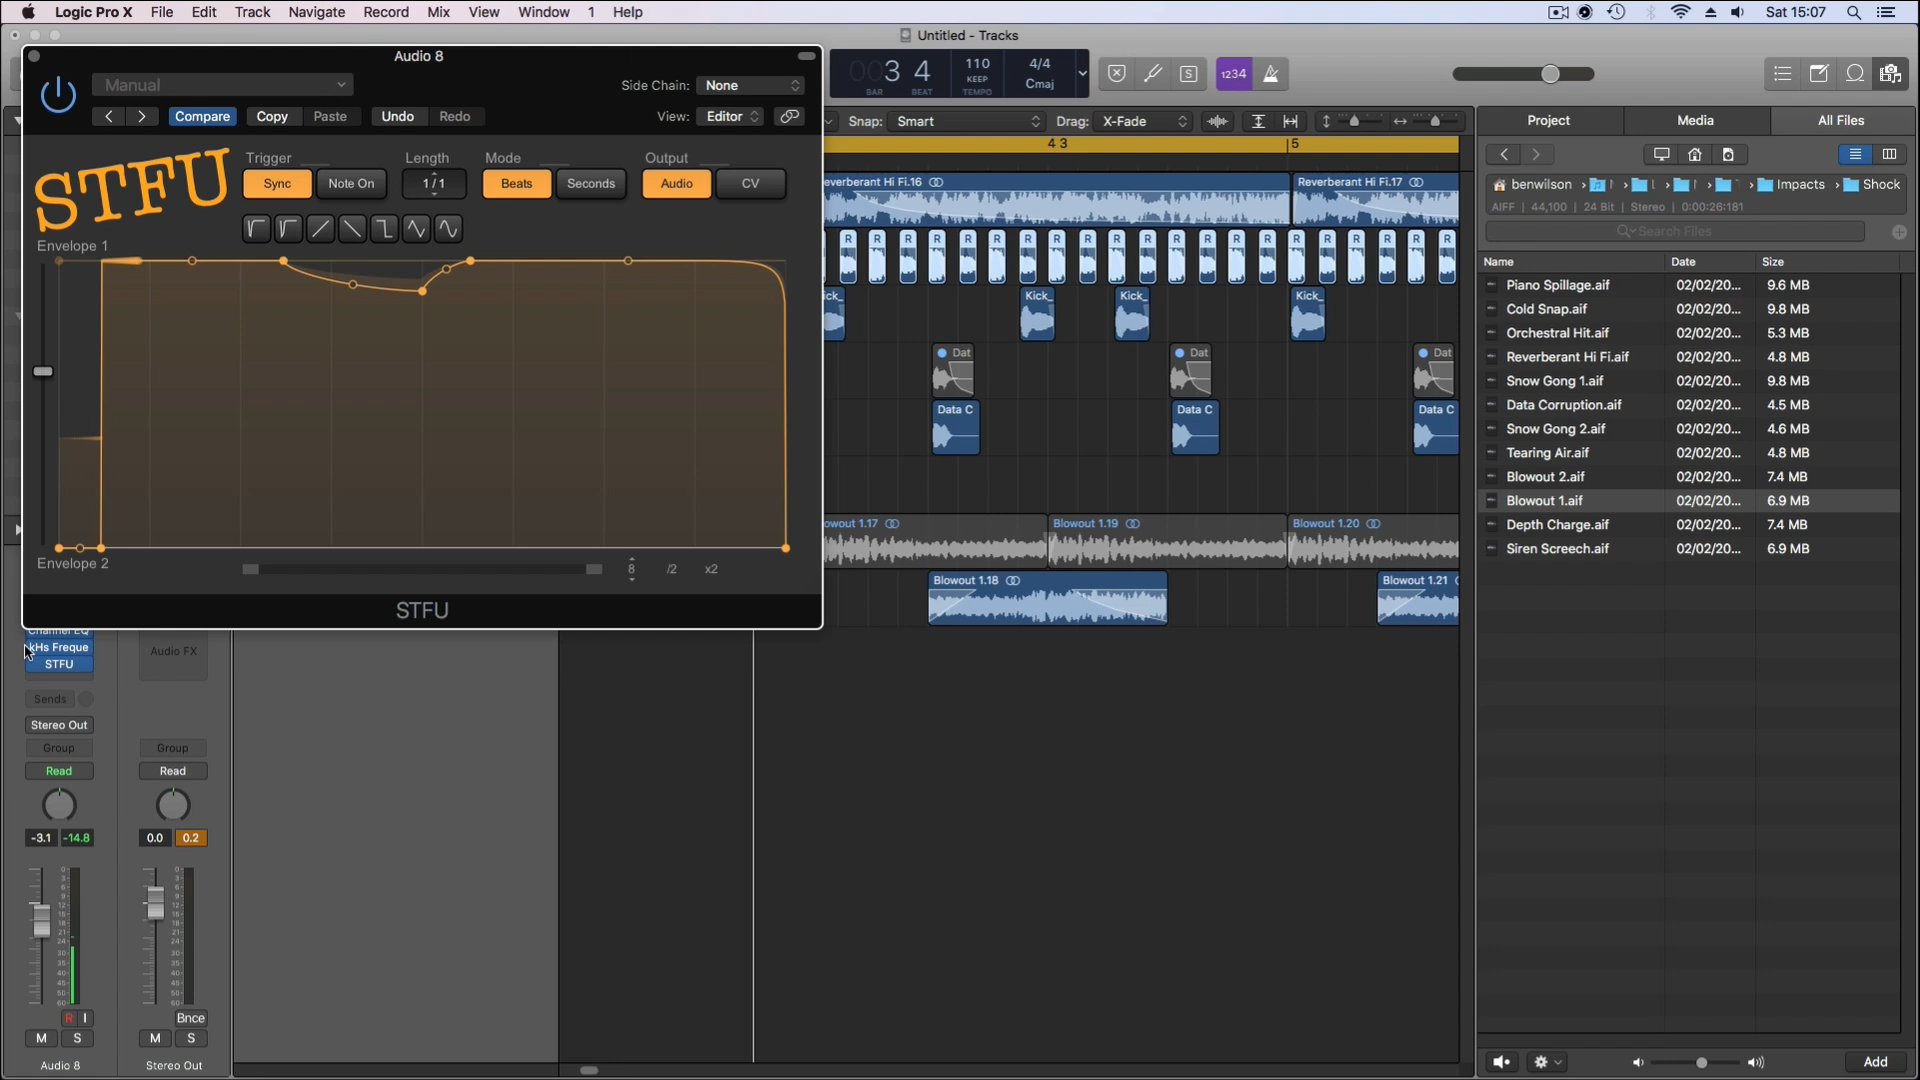 Logic Pro X File Edit Track Navigate Record Mix View Window 1 Help Sat 15:07
Untitled - Tracks
Audio 8
Manual
Side Chain: None
Compare Copy Paste Undo Redo
View: Editor
STFU
Trigger Length Mode Output
Sync Note On 1/1 Beats Seconds Audio CV
Envelope 1
Envelope 2
8 /2 x2
STFU
003 4 110 4/4
KEEP Cmaj
BAR BEAT TEMPO
S 1234
Snap: Smart Drag: X-Fade
4 3 5
everberant Hi Fi.16 Reverberant Hi Fi.17
R R R R R R R R R R R R R R R R R R R R R
ick_ Kick_ Kick_ Kick_
Dat Dat Dat
Data C Data C Data C
owout 1.17 Blowout 1.19 Blowout 1.20
Blowout 1.18 Blowout 1.21
Project Media All Files
benwilson Impacts Shock
AIFF | 44,100 | 24 Bit | Stereo | 0:00:26:181
Search Files
Name Date Size
Piano Spillage.aif 02/02/20... 9.6 MB
Cold Snap.aif 02/02/20... 9.8 MB
Orchestral Hit.aif 02/02/20... 5.3 MB
Reverberant Hi Fi.aif 02/02/20... 4.8 MB
Snow Gong 1.aif 02/02/20... 9.8 MB
Data Corruption.aif 02/02/20... 4.5 MB
Snow Gong 2.aif 02/02/20... 4.6 MB
Tearing Air.aif 02/02/20... 4.8 MB
Blowout 2.aif 02/02/20... 7.4 MB
Blowout 1.aif 02/02/20... 6.9 MB
Depth Charge.aif 02/02/20... 7.4 MB
Siren Screech.aif 02/02/20... 6.9 MB
Add
Channel EQ
kHs Freque
STFU
Audio FX
Sends
Stereo Out
Group Group
Read Read
-3.1 -14.8 0.0 0.2
R I Bnce
M S M S
Audio 8 Stereo Out